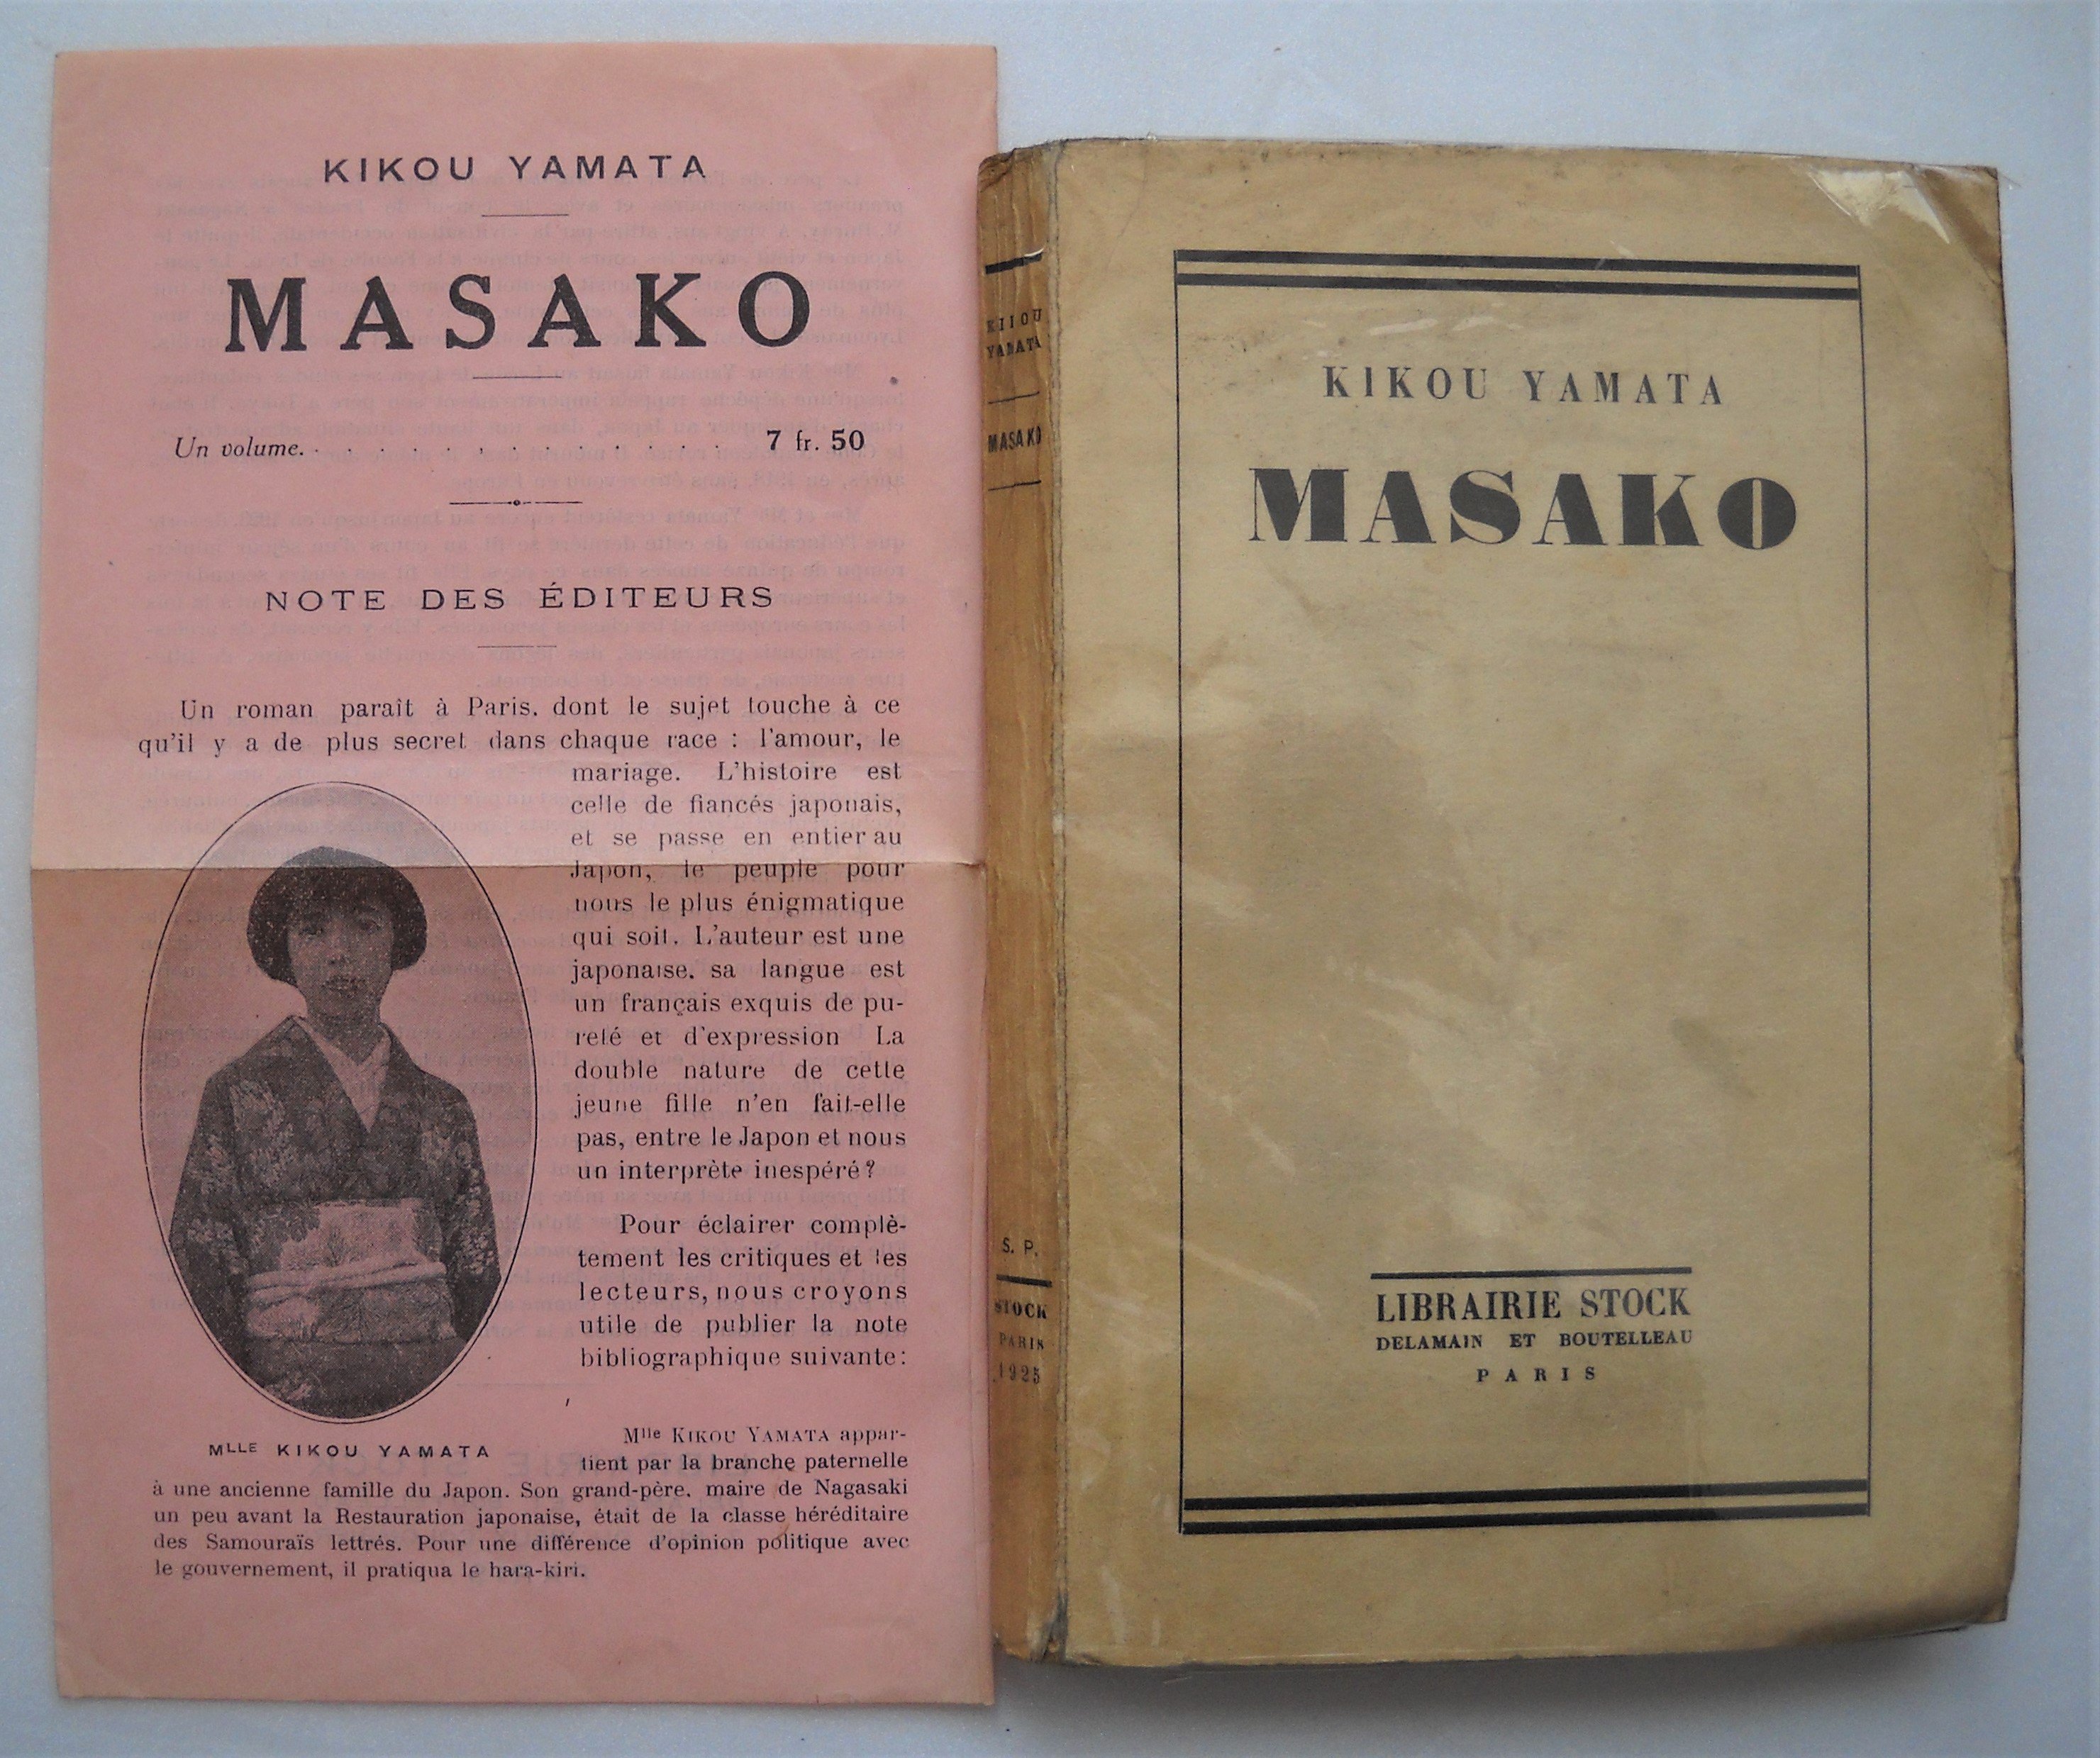 KIKOU YAMATA
MASAKO
Un volume. . . . . . . . . . . . . 7 fr. 50
NOTE DES ÉDITEURS
Un roman paraît à Paris. dont le sujet touche à ce
qu'il y a de plus secret dans chaque race : l'amour, le
mariage. L'histoire est
celle de fiancés japonais,
et se passe en entier au
Japon, le peuple pour
nous le plus énigmatique
qui soit. L'auteur est une
japonaise. sa langue est
un français exquis de pu-
reté et d'expression La
double nature de cette
jeune fille n'en fait-elle
pas, entre le Japon et nous
un interprète inespéré ?
Pour éclairer complè-
tement les critiques et les
lecteurs, nous croyons
utile de publier la note
bibliographique suivante :
MLLE KIKOU YAMATA
Mlle KIKOU YAMATA appar-
tient par la branche paternelle
à une ancienne famille du Japon. Son grand-père. maire de Nagasaki
un peu avant la Restauration japonaise, était de la classe héréditaire
des Samouraïs lettrés. Pour une différence d'opinion politique avec
le gouvernement, il pratiqua le hara-kiri.
KIKOU
YAMATA
MASAKO
S. P.
STOCK
PARIS
1925
KIKOU YAMATA
MASAKO
LIBRAIRIE STOCK
DELAMAIN ET BOUTELLEAU
PARIS